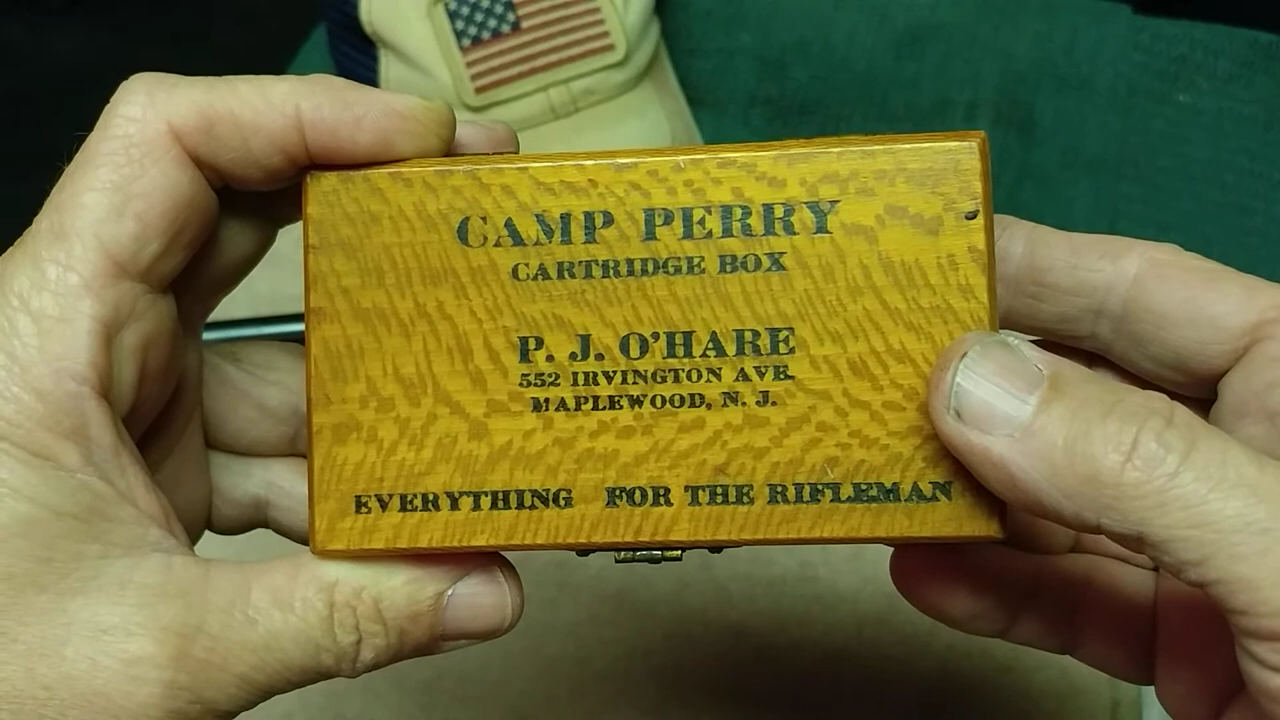 CAMP PERRY
CARTRIDGE BOX
P. J. O'HARE
552 IRVINGTON AVE.
MAPLEWOOD, N. J.
EVERYTHING FOR THE RIFLEMAN